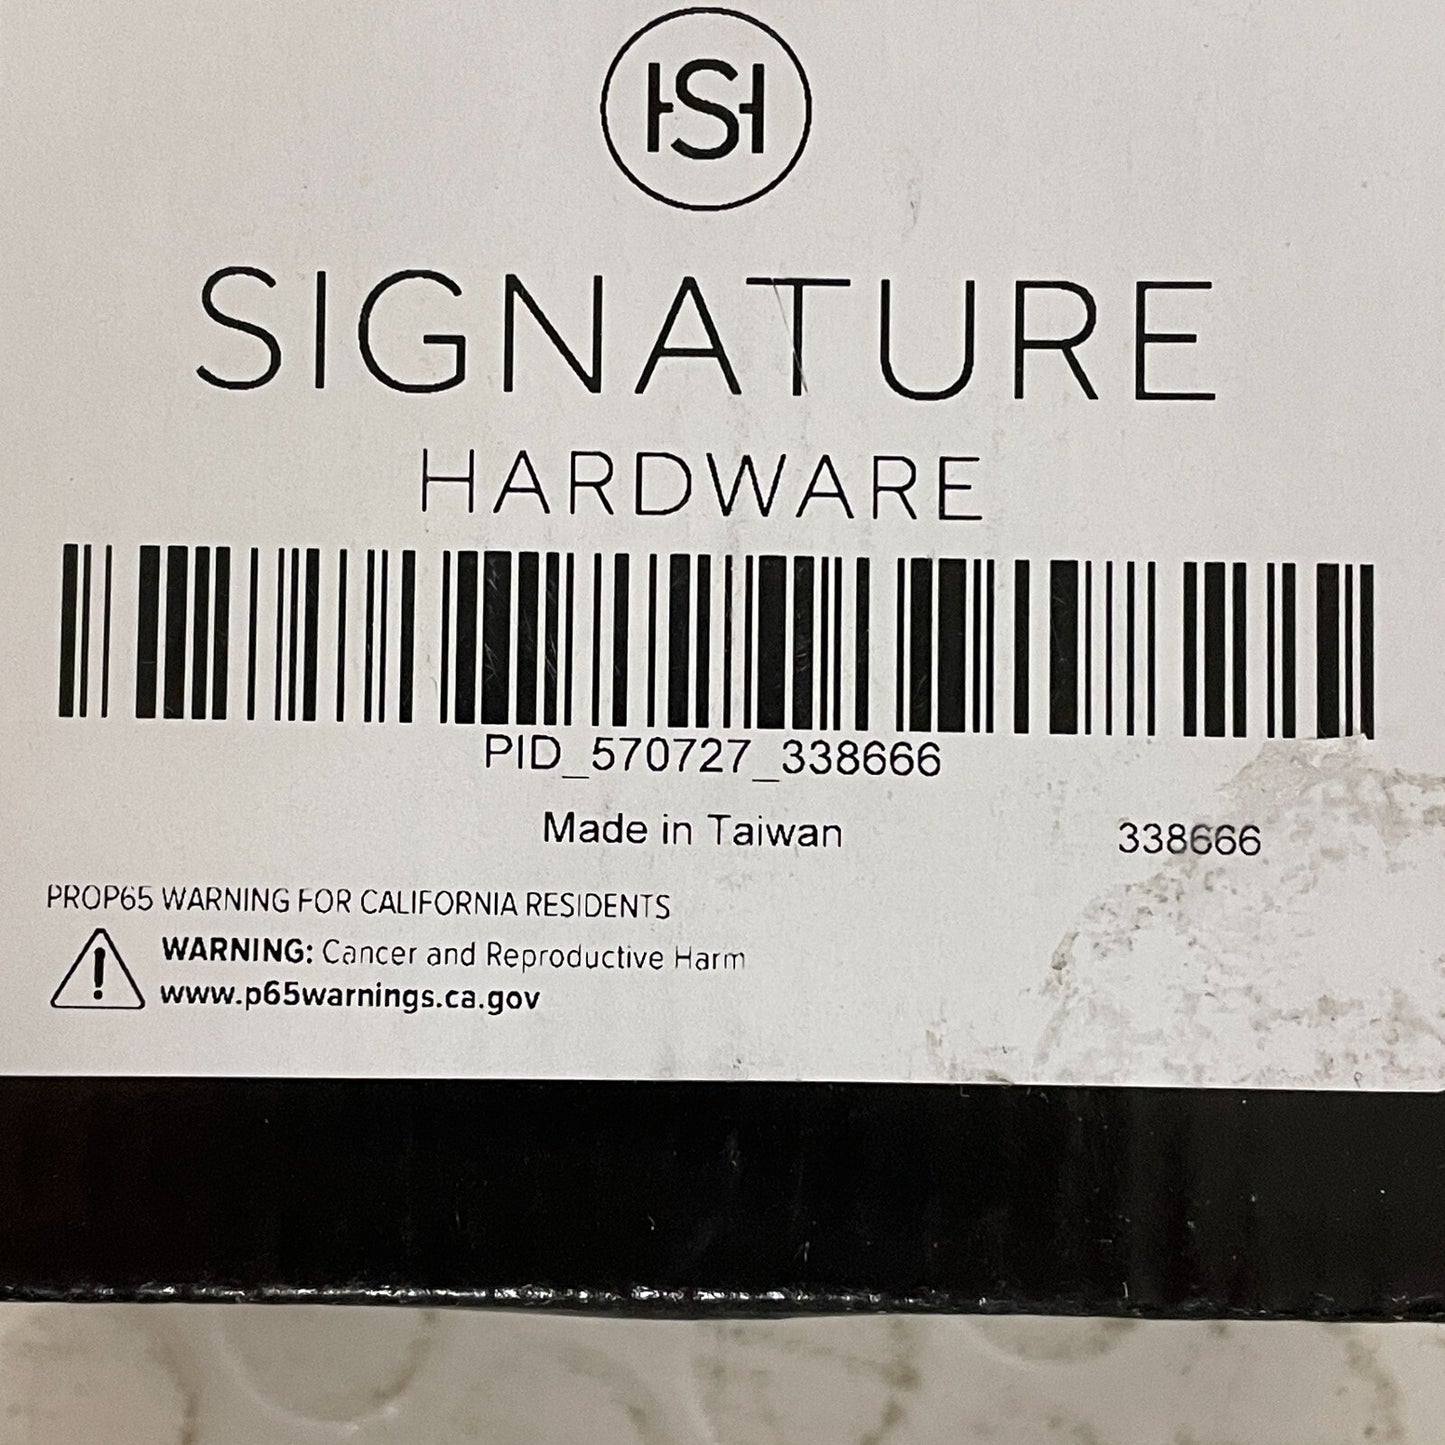 HSH
SIGNATURE
HARDWARE
PID_570727_338666
Made in Taiwan
338666
PROP65 WARNING FOR CALIFORNIA RESIDENTS
WARNING: Cancer and Reproductive Harm
www.p65warnings.ca.gov